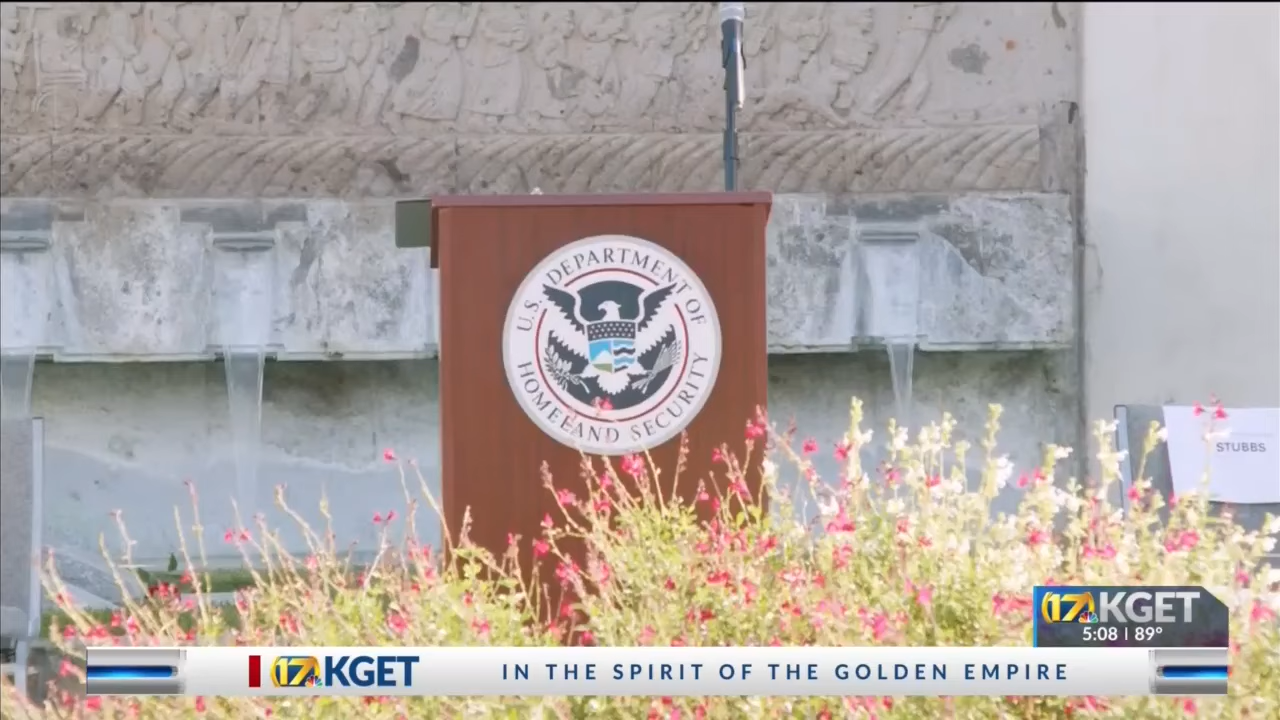 U.S. DEPARTMENT OF
HOMELAND SECURITY
STUBBS
17 KGET
5:08 | 89°
17 KGET IN THE SPIRIT OF THE GOLDEN EMPIRE